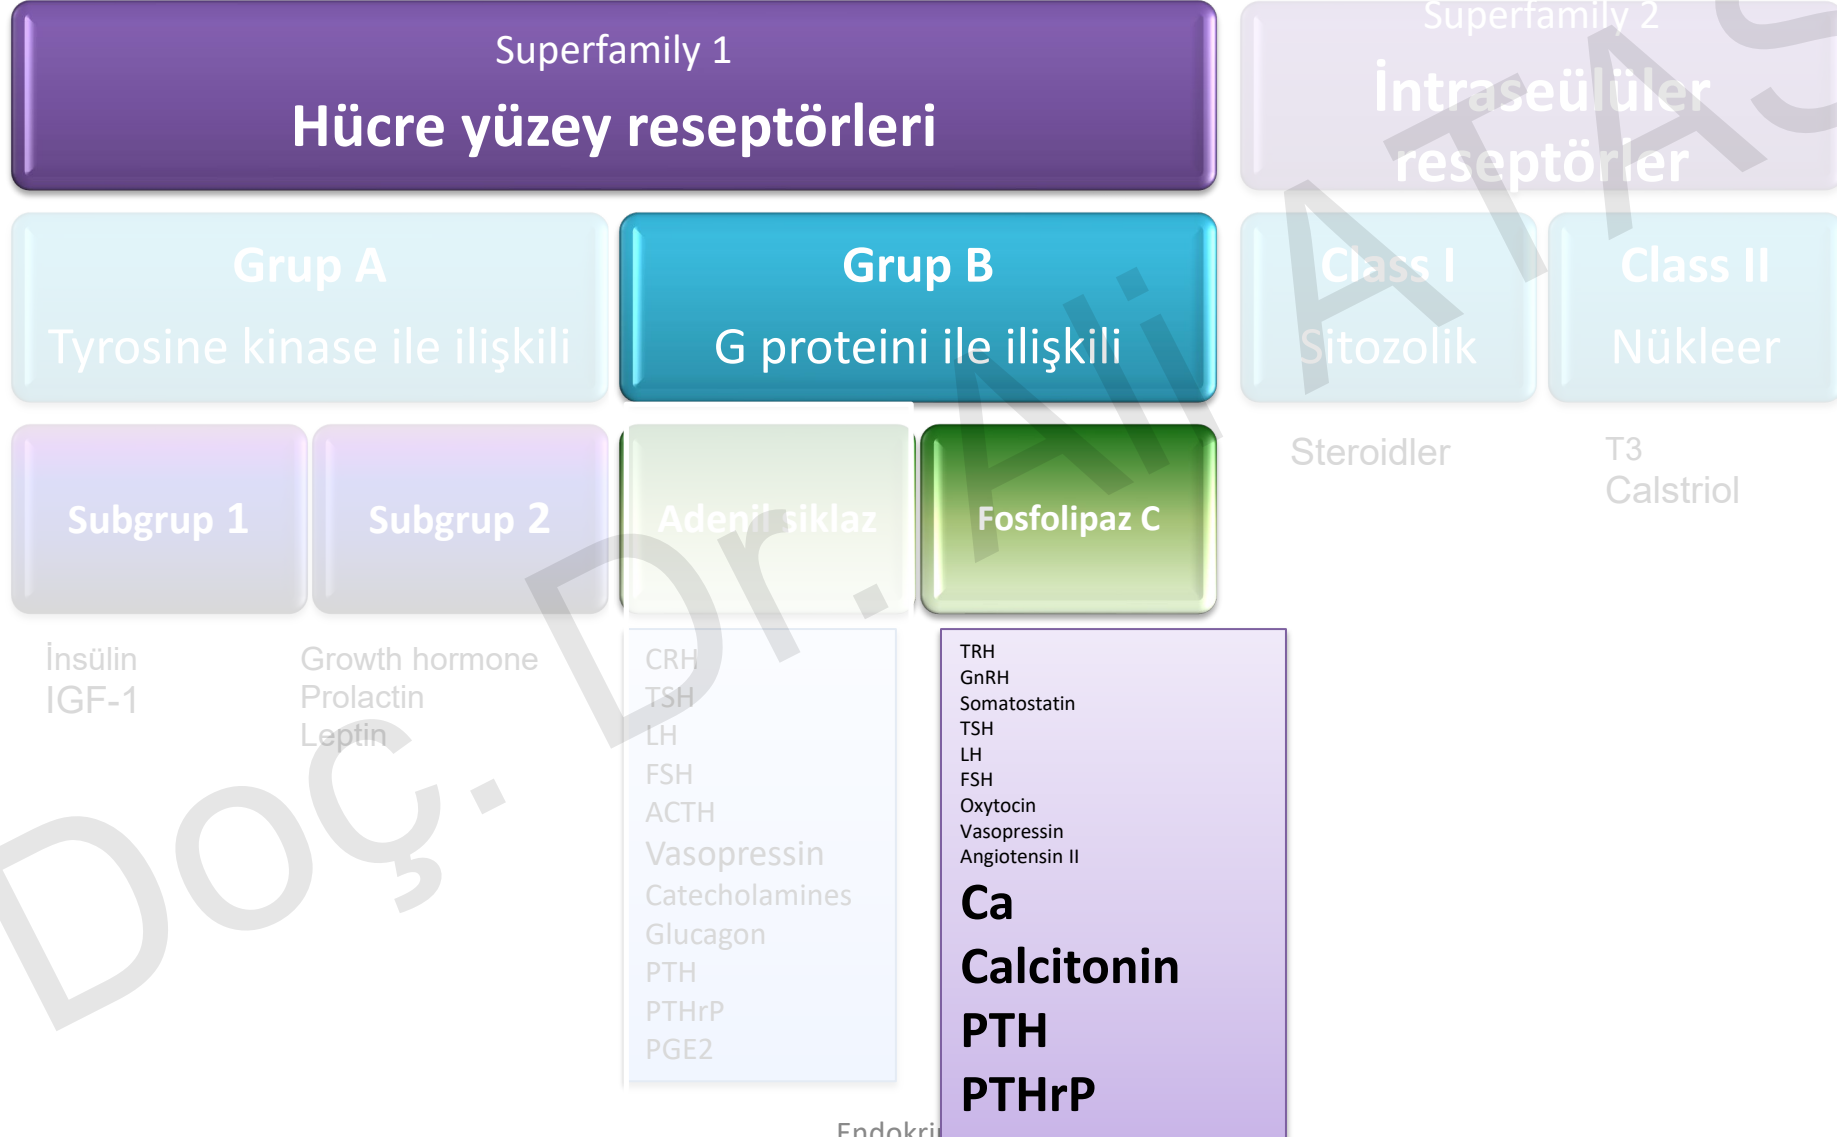 Superfamily 1
Hücre yüzey reseptörleri
Superfamily 2
İntraseülüler
reseptörler
Grup A
Tyrosine kinase ile ilişkili
Grup B
G proteini ile ilişkili
Class I
Sitozolik
Class II
Nükleer
Subgrup 1
Subgrup 2
Adenil siklaz
Fosfolipaz C
Steroidler
T3
Calstriol
İnsülin
IGF-1
Growth hormone
Prolactin
Leptin
CRH
TSH
LH
FSH
ACTH
Vasopressin
Catecholamines
Glucagon
PTH
PTHrP
PGE2
TRH
GnRH
Somatostatin
TSH
LH
FSH
Oxytocin
Vasopressin
Angiotensin II
Ca
Calcitonin
PTH
PTHrP
Doç. Dr. Ali ATAŞ